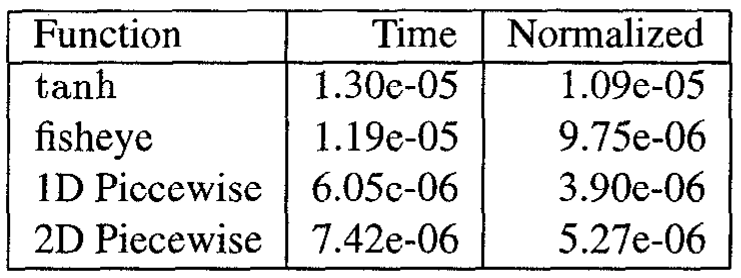 Function Time Normalized
tanh 1.30e-05 1.09e-05
fisheye 1.19e-05 9.75e-06
1D Piecewise 6.05e-06 3.90e-06
2D Piecewise 7.42e-06 5.27e-06